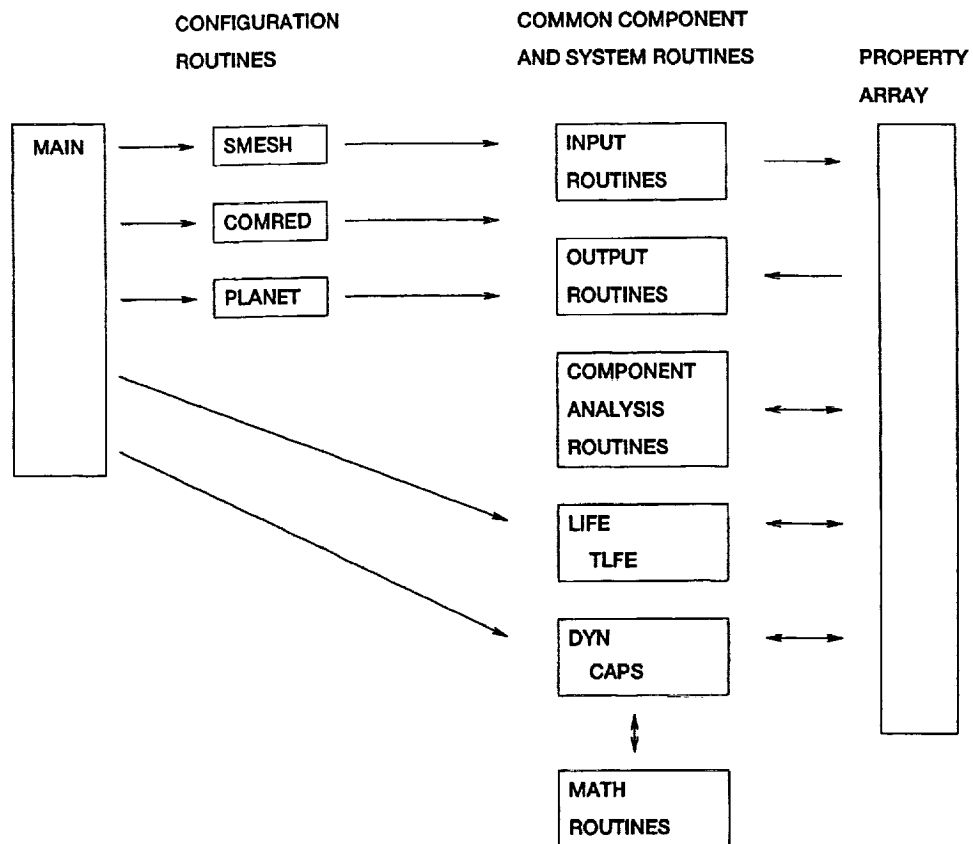 CONFIGURATION
ROUTINES
COMMON COMPONENT
AND SYSTEM ROUTINES
PROPERTY
ARRAY
MAIN
SMESH
COMRED
PLANET
INPUT
ROUTINES
OUTPUT
ROUTINES
COMPONENT
ANALYSIS
ROUTINES
LIFE
TLFE
DYN
CAPS
MATH
ROUTINES